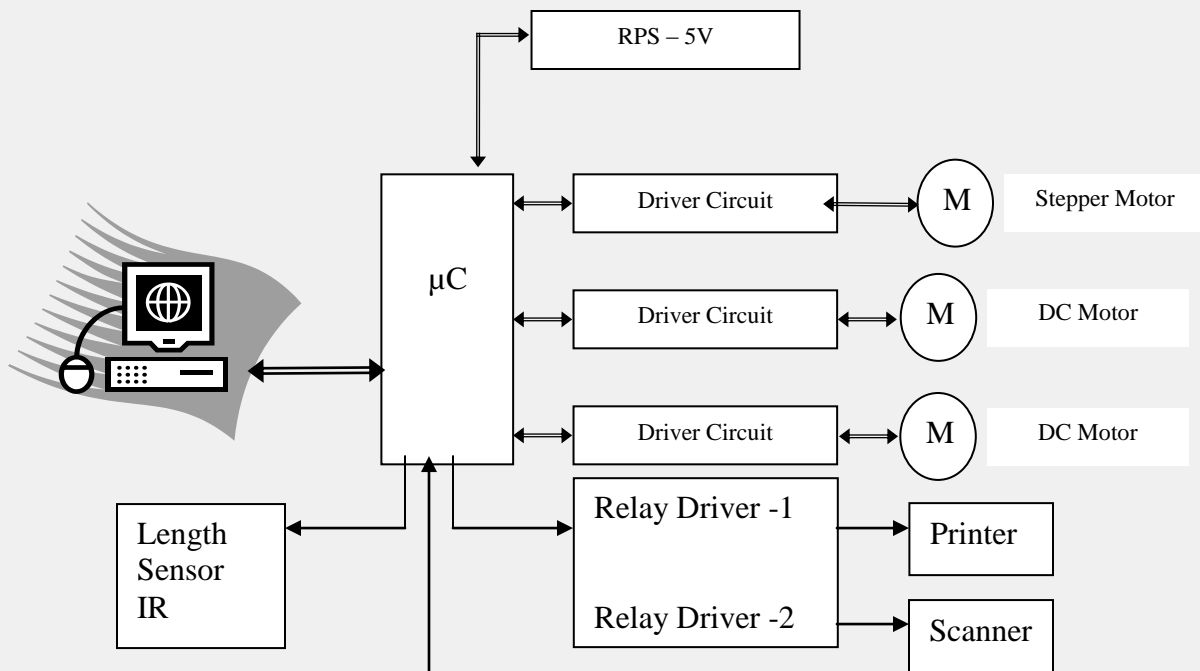 RPS – 5V
Driver Circuit
M
Stepper Motor
µC
Driver Circuit
M
DC Motor
Driver Circuit
M
DC Motor
Length
Sensor
IR
Relay Driver -1
Relay Driver -2
Printer
Scanner